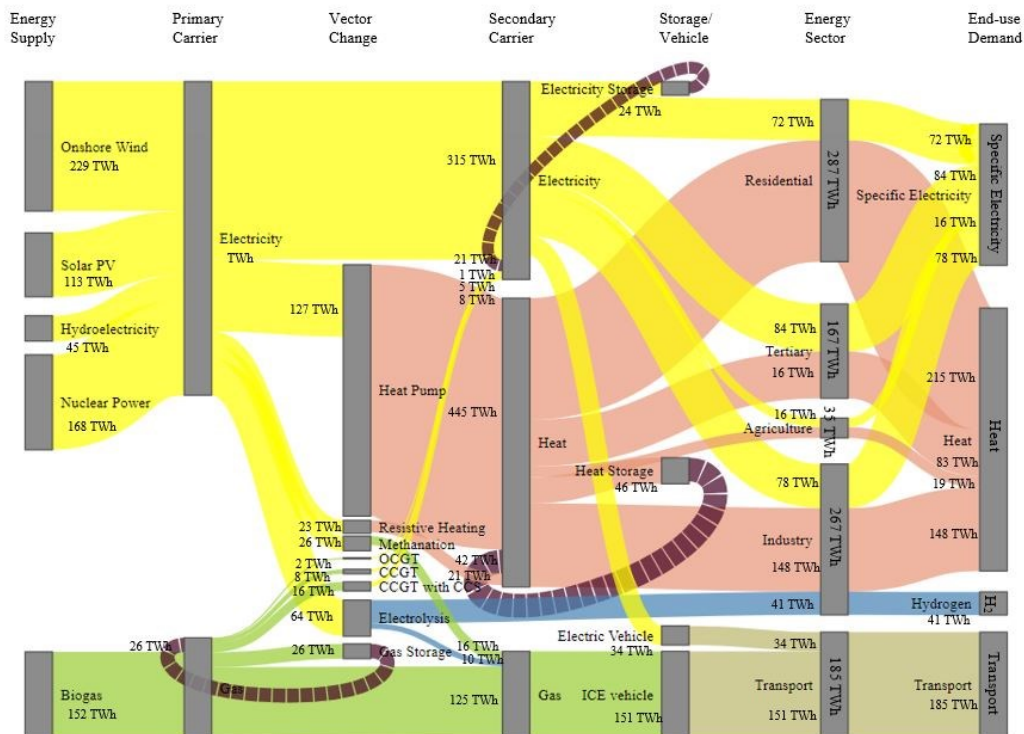 Energy Supply
Primary Carrier
Vector Change
Secondary Carrier
Storage/ Vehicle
Energy Sector
End-use Demand
Onshore Wind
229 TWh
Solar PV
113 TWh
Hydroelectricity
45 TWh
Nuclear Power
168 TWh
Biogas
152 TWh
Electricity
TWh
26 TWh
Gas
127 TWh
Heat Pump
23 TWh
Resistive Heating
26 TWh
Methanation
2 TWh
OCGT
8 TWh
CCGT
16 TWh
CCGT with CCS
64 TWh
Electrolysis
26 TWh
Gas Storage
315 TWh
Electricity
21 TWh
1 TWh
5 TWh
8 TWh
445 TWh
Heat
42 TWh
21 TWh
16 TWh
10 TWh
125 TWh
Gas
Electricity Storage
24 TWh
Heat Storage
46 TWh
Electric Vehicle
34 TWh
ICE vehicle
151 TWh
72 TWh
Residential
287 TWh
84 TWh
Tertiary
16 TWh
167 TWh
16 TWh
Agriculture
35 TWh
78 TWh
Industry
148 TWh
267 TWh
41 TWh
34 TWh
Transport
151 TWh
185 TWh
72 TWh
84 TWh
Specific Electricity
16 TWh
78 TWh
Specific Electricity
215 TWh
Heat
83 TWh
19 TWh
148 TWh
Heat
Hydrogen
41 TWh
H2
Transport
185 TWh
Transport